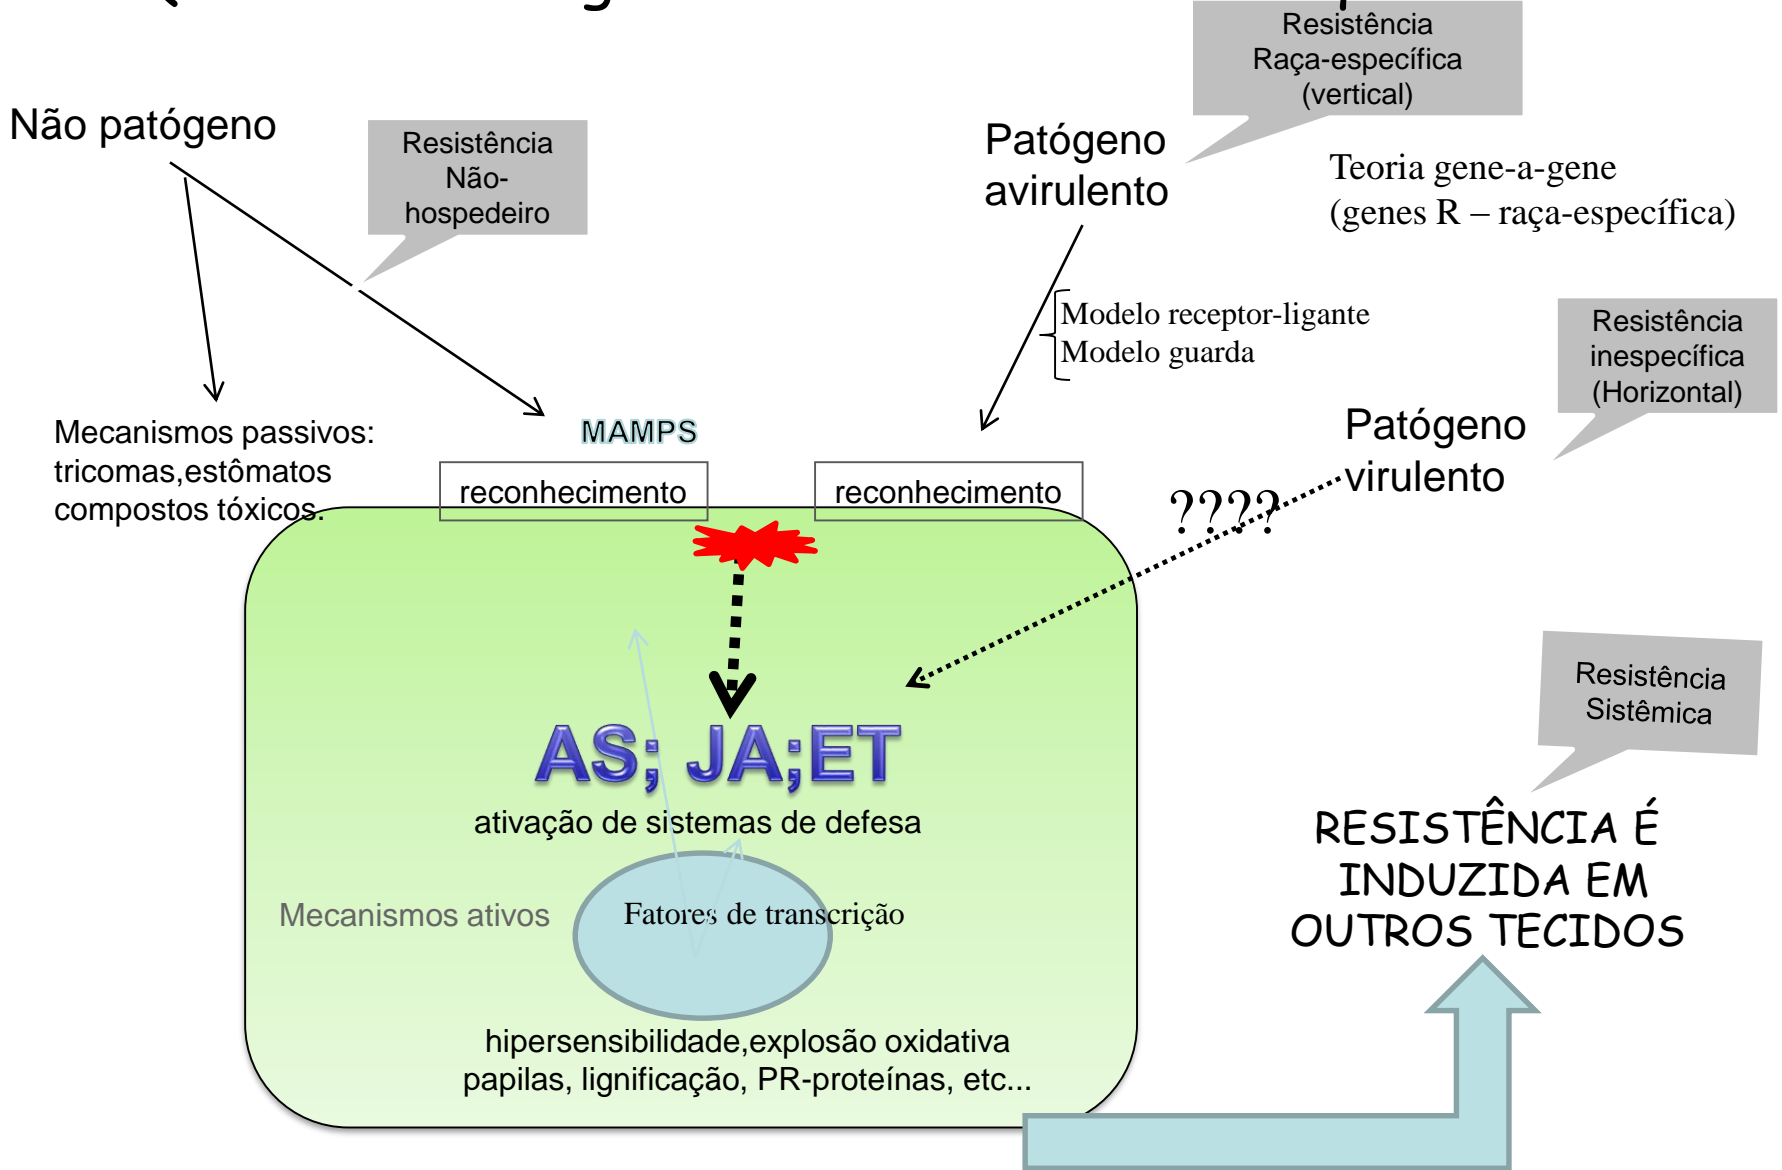 Resistência
Raça-específica
(vertical)
Não patógeno
Resistência
Não-
hospedeiro
Patógeno
avirulento
Teoria gene-a-gene
(genes R – raça-específica)
Modelo receptor-ligante
Modelo guarda
Resistência
inespecífica
(Horizontal)
Mecanismos passivos:
tricomas,estômatos
compostos tóxicos.
MAMPS
reconhecimento
reconhecimento
Patógeno
virulento
????
Resistência
Sistêmica
AS; JA;ET
ativação de sistemas de defesa
RESISTÊNCIA É
INDUZIDA EM
OUTROS TECIDOS
Mecanismos ativos
Fatores de transcrição
hipersensibilidade,explosão oxidativa
papilas, lignificação, PR-proteínas, etc...